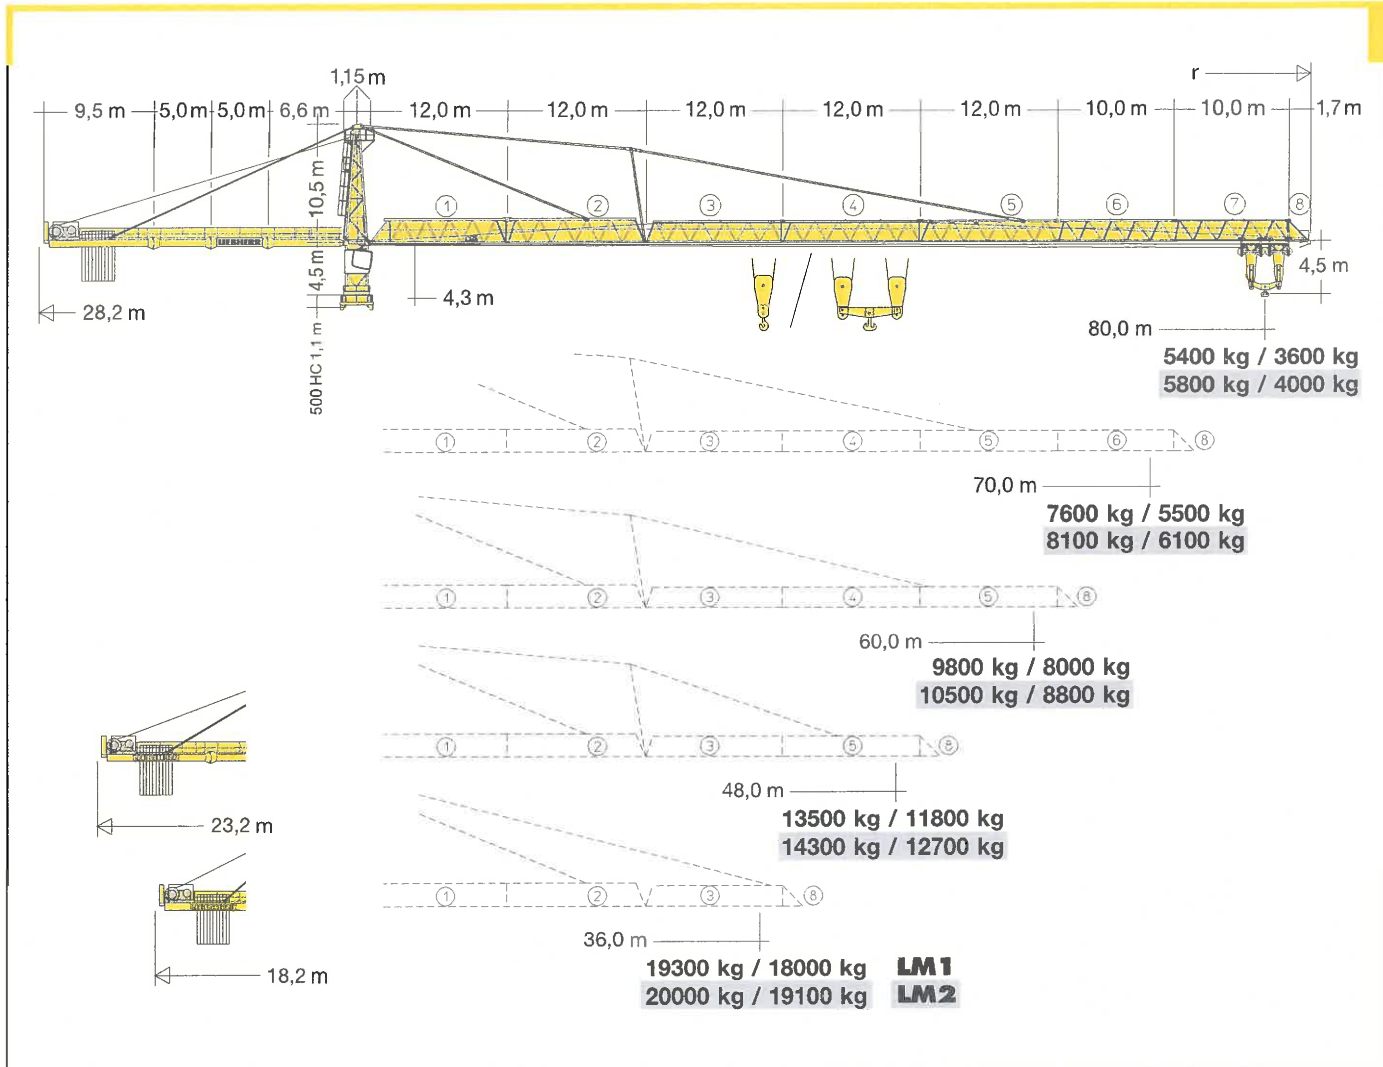 1,15 m
r
9,5 m 5,0 m 5,0 m 6,6 m 12,0 m 12,0 m 12,0 m 12,0 m 12,0 m 10,0 m 10,0 m 1,7 m
10,5 m
1 2 3 4 5 6 7 8
LIEBHERR
4,5 m
4,5 m
28,2 m
4,3 m
500 HC 1,1 m
80,0 m
5400 kg / 3600 kg
5800 kg / 4000 kg
1 2 3 4 5 6 8
70,0 m
7600 kg / 5500 kg
8100 kg / 6100 kg
1 2 3 4 5 8
60,0 m
9800 kg / 8000 kg
10500 kg / 8800 kg
1 2 3 5 8
48,0 m
13500 kg / 11800 kg
14300 kg / 12700 kg
23,2 m
1 2 3 8
36,0 m
18,2 m
19300 kg / 18000 kg LM1
20000 kg / 19100 kg LM2